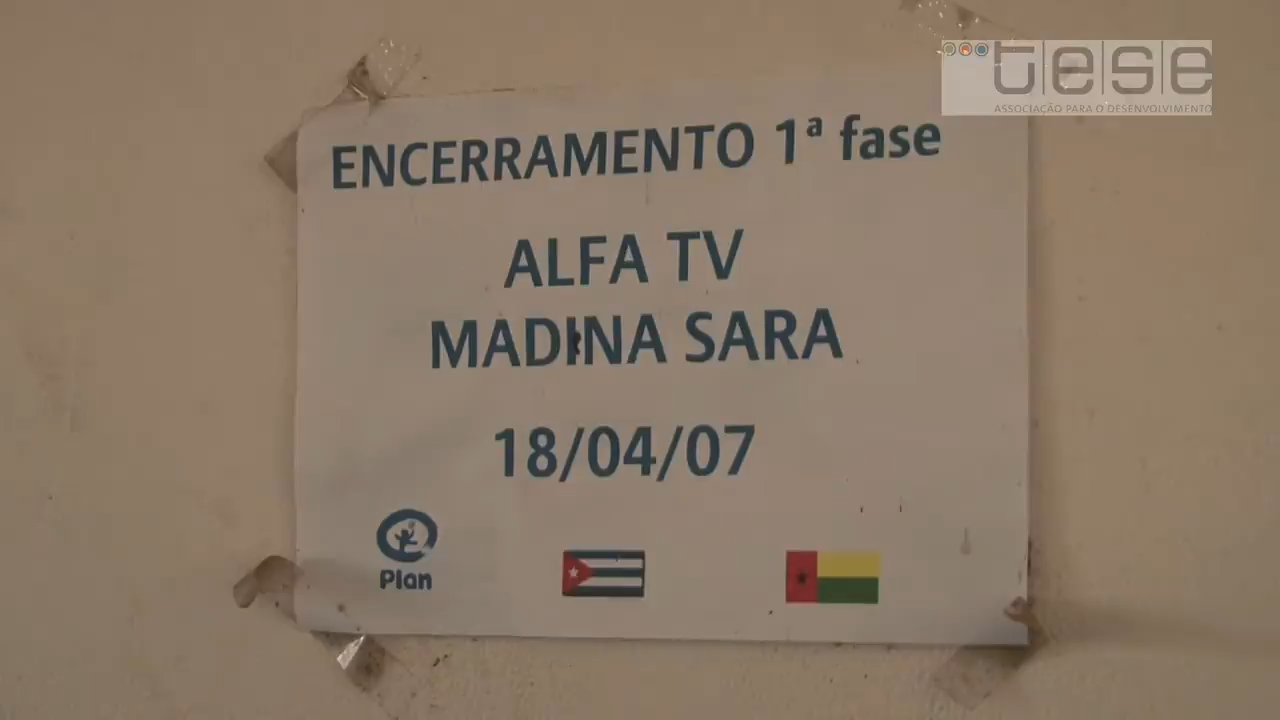 tese
ASSOCIAÇÃO PARA O DESENVOLVIMENTO
ENCERRAMENTO 1ª fase
ALFA TV
MADINA SARA
18/04/07
Plan